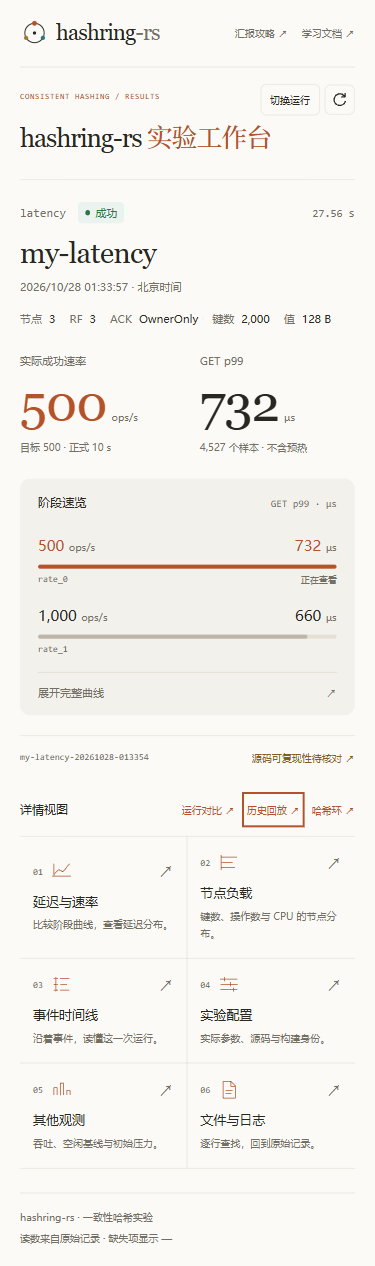 hashring-rs 汇报攻略 ↗ 学习文档 ↗
CONSISTENT HASHING / RESULTS
切换运行
hashring-rs 实验工作台
latency 成功 27.56 s
my-latency
2026/10/28 01:33:57 · 北京时间
节点 3 RF 3 ACK OwnerOnly 键数 2,000 值 128 B
实际成功速率 GET p99
500 ops/s 732 µs
目标 500 · 正式 10 s 4,527 个样本 · 不含预热
阶段速览 GET p99 · µs
500 ops/s 732 µs
rate_0 正在查看
1,000 ops/s 660 µs
rate_1
展开完整曲线 ↗
my-latency-20261028-013354 源码可复现性待核对 ↗
详情视图 运行对比 ↗ 历史回放 ↗ 哈希环 ↗
01 ↗
延迟与速率
比较阶段曲线，查看延迟分布。
02 ↗
节点负载
键数、操作数与 CPU 的节点分
布。
03 ↗
事件时间线
沿着事件，读懂这一次运行。
04 ↗
实验配置
实际参数、源码与构建身份。
05 ↗
其他观测
吞吐、空闲基线与初始压力。
06 ↗
文件与日志
逐行查找，回到原始记录。
hashring-rs · 一致性哈希实验
读数来自原始记录 · 缺失项显示 —